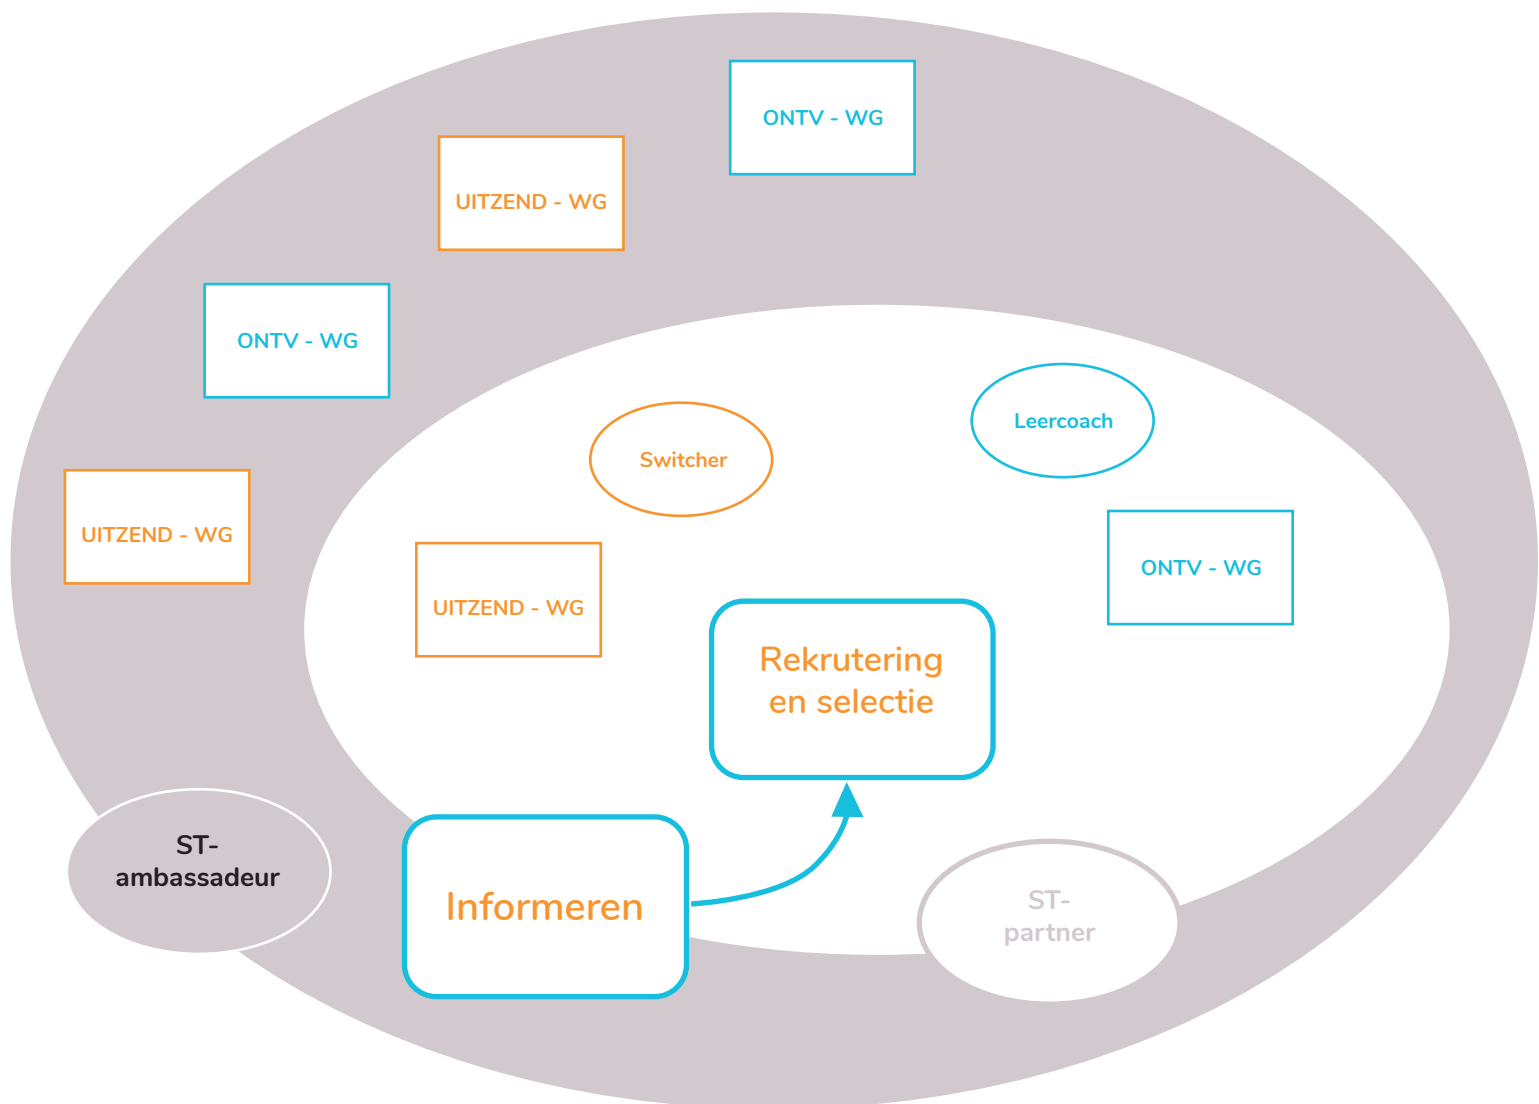 ONTV - WG
UITZEND - WG
ONTV - WG
Leercoach
Switcher
UITZEND - WG
ONTV - WG
UITZEND - WG
Rekrutering
en selectie
ST-
ambassadeur
Informeren
ST-
partner